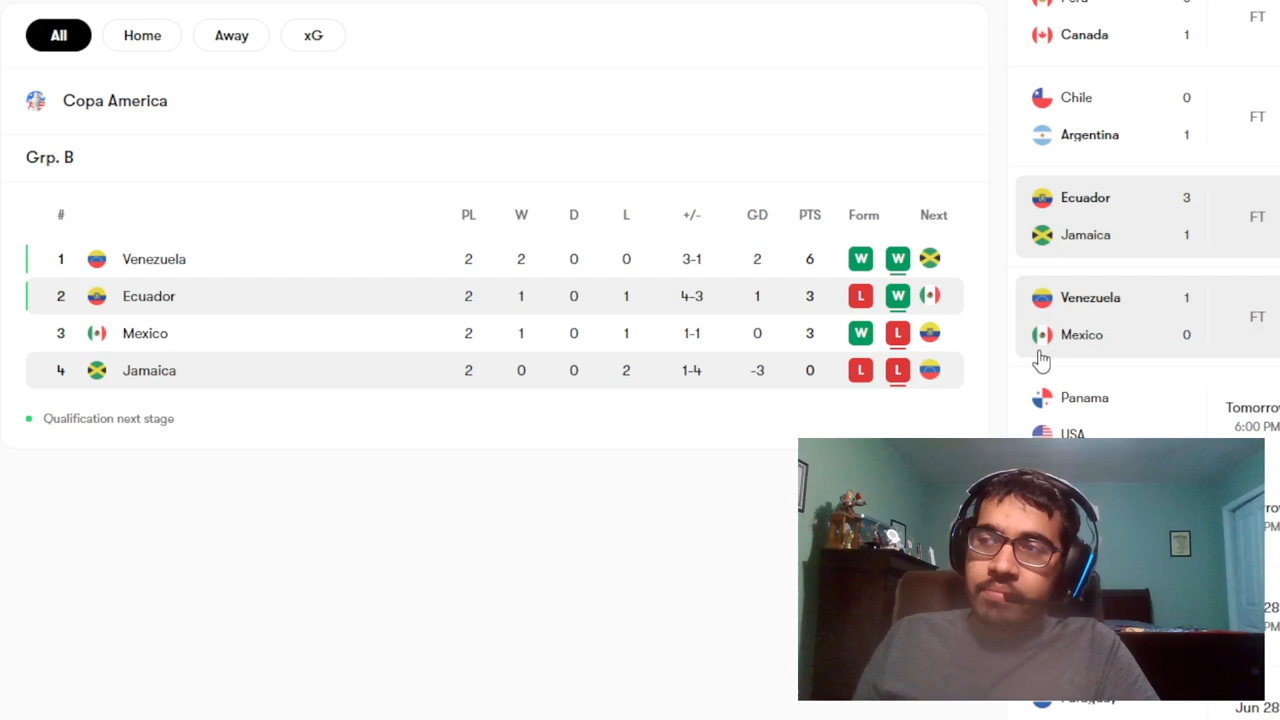 All Home Away xG
Copa America
Grp. B
# PL W D L +/- GD PTS Form Next
1 Venezuela 2 2 0 0 3-1 2 6 W W
2 Ecuador 2 1 0 1 4-3 1 3 L W
3 Mexico 2 1 0 1 1-1 0 3 W L
4 Jamaica 2 0 0 2 1-4 -3 0 L L
Qualification next stage
FT
Canada 1
Chile 0
FT
Argentina 1
Ecuador 3
FT
Jamaica 1
Venezuela 1
FT
Mexico 0
Panama
Tomorro
6:00 PM
USA
28
Jun 28